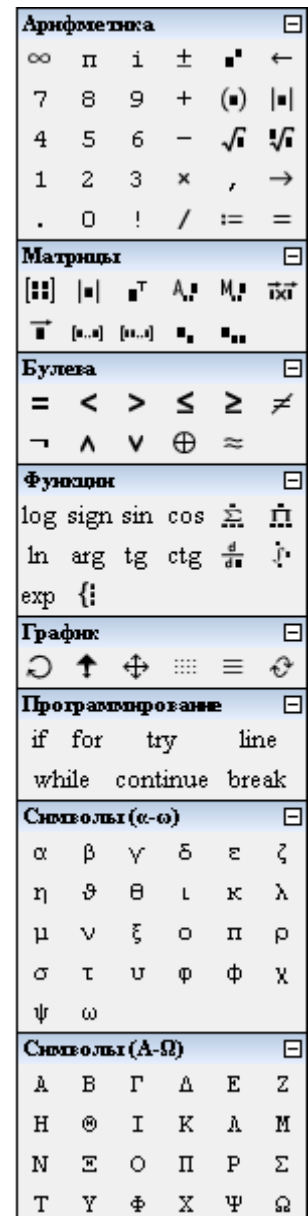 Арифметика
∞ π i ± ▪▪ ←
7 8 9 + (▪) |▪|
4 5 6 − √▪ ▪√▪
1 2 3 × , →
. 0 ! / := =
Матрицы
[▪▪] |▪| ▪T A▪,▪ M▪,▪ ixi
▪ [▪..▪] [▪▪..▪] ▪▪ ▪▪▪
Булева
= < > ≤ ≥ ≠
¬ ∧ ∨ ⊕ ≈
Функции
log sign sin cos Σ Π
ln arg tg ctg d/d▪ ∫▪
exp {▪
График
Программирование
if for try line
while continue break
Символы (α-ω)
α β γ δ ε ζ
η ϑ θ ι κ λ
μ ν ξ ο π ρ
σ τ υ φ ϕ χ
ψ ω
Символы (Α-Ω)
Α Β Γ Δ Ε Ζ
Η Θ Ι Κ Λ Μ
Ν Ξ Ο Π Ρ Σ
Τ Υ Φ Χ Ψ Ω